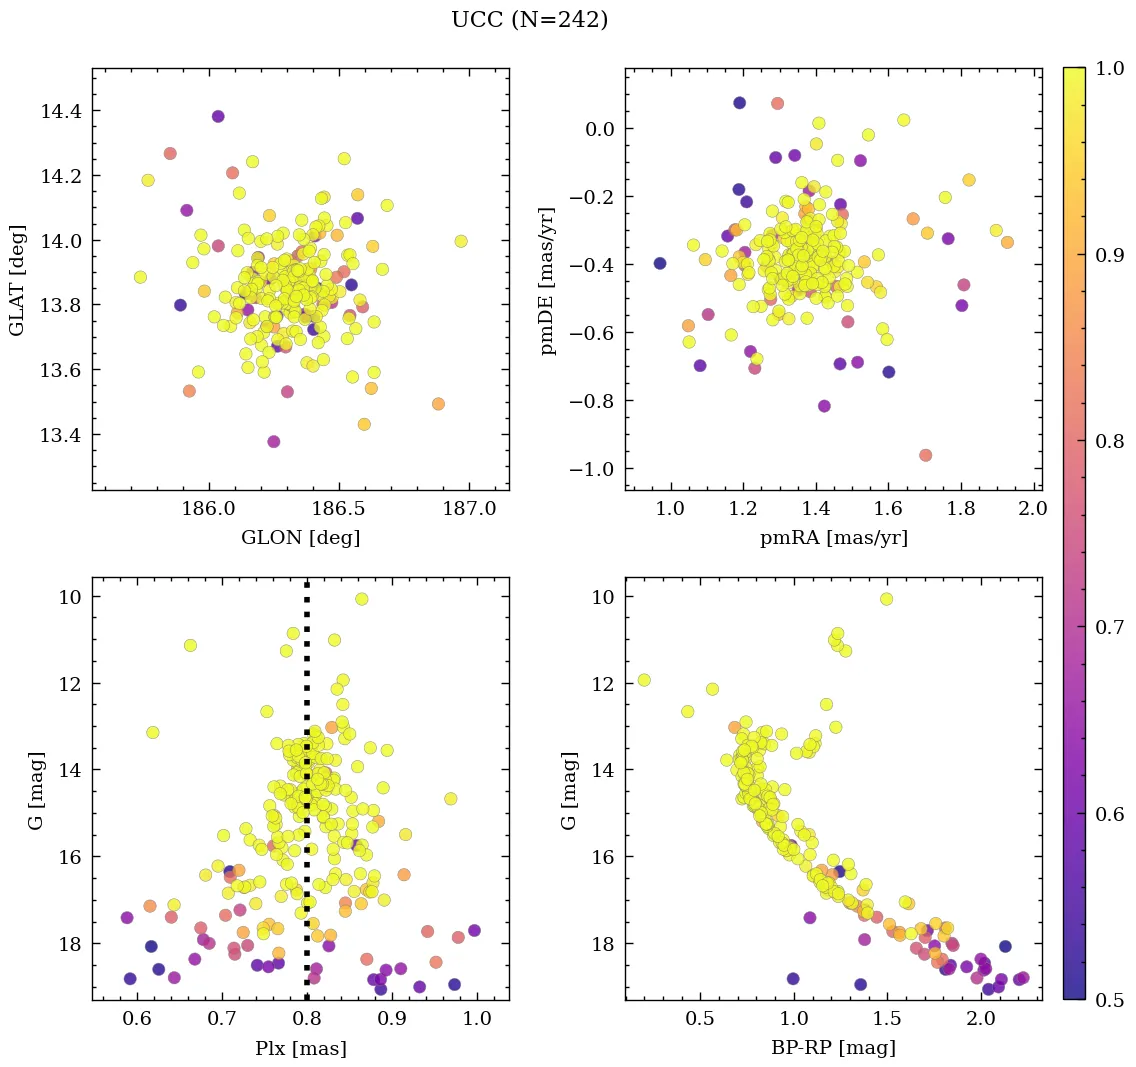 UCC (N=242)
14.4
14.2
14.0
13.8
13.6
13.4
GLAT [deg]
186.0 186.5 187.0
GLON [deg]
0.0
−0.2
−0.4
−0.6
−0.8
−1.0
pmDE [mas/yr]
1.0 1.2 1.4 1.6 1.8 2.0
pmRA [mas/yr]
1.0
0.9
0.8
0.7
0.6
0.5
10
12
14
16
18
G [mag]
0.6 0.7 0.8 0.9 1.0
Plx [mas]
10
12
14
16
18
G [mag]
0.5 1.0 1.5 2.0
BP-RP [mag]